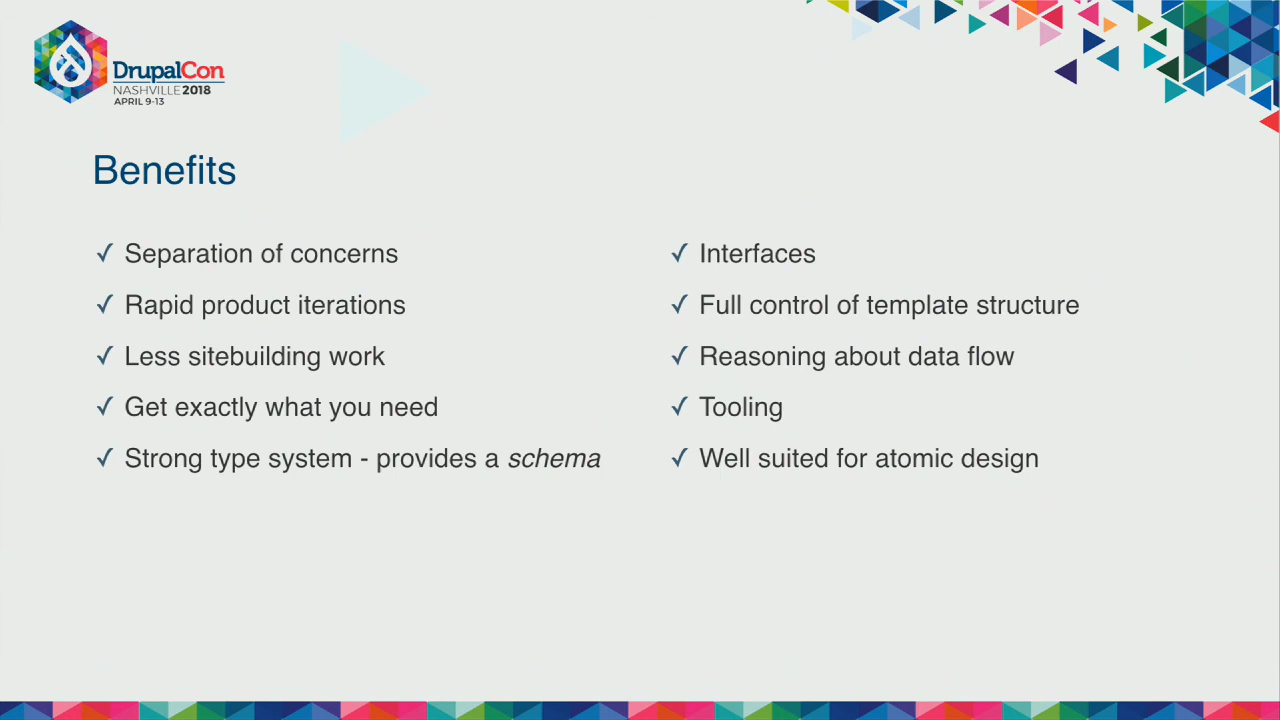 DrupalCon
NASHVILLE 2018
APRIL 9-13
Benefits
✓ Separation of concerns
✓ Rapid product iterations
✓ Less sitebuilding work
✓ Get exactly what you need
✓ Strong type system - provides a schema
✓ Interfaces
✓ Full control of template structure
✓ Reasoning about data flow
✓ Tooling
✓ Well suited for atomic design